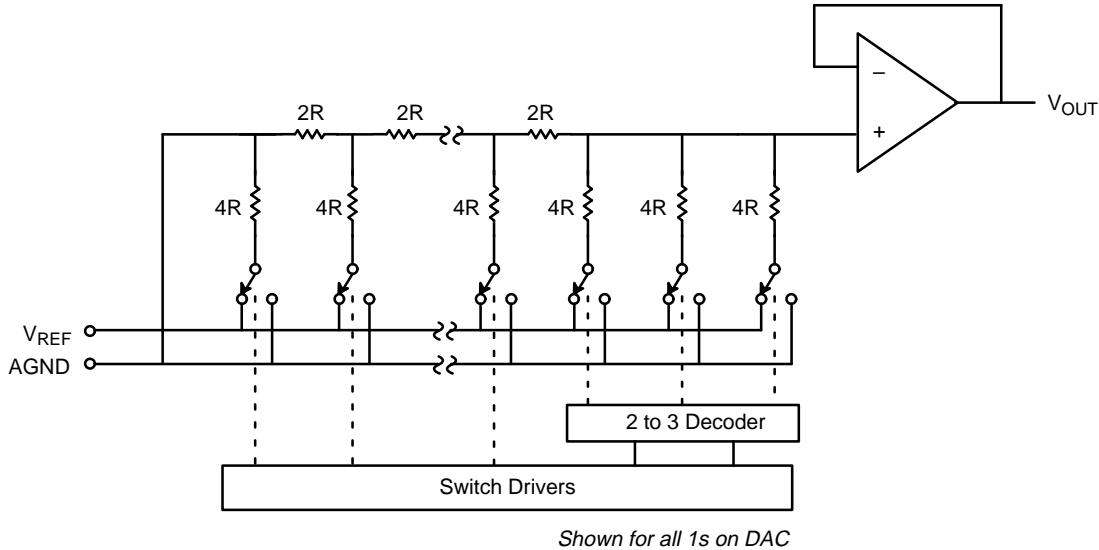 2R 2R 2R
−
+
V_OUT
4R 4R 4R 4R 4R 4R
V_REF
AGND
2 to 3 Decoder
Switch Drivers
Shown for all 1s on DAC